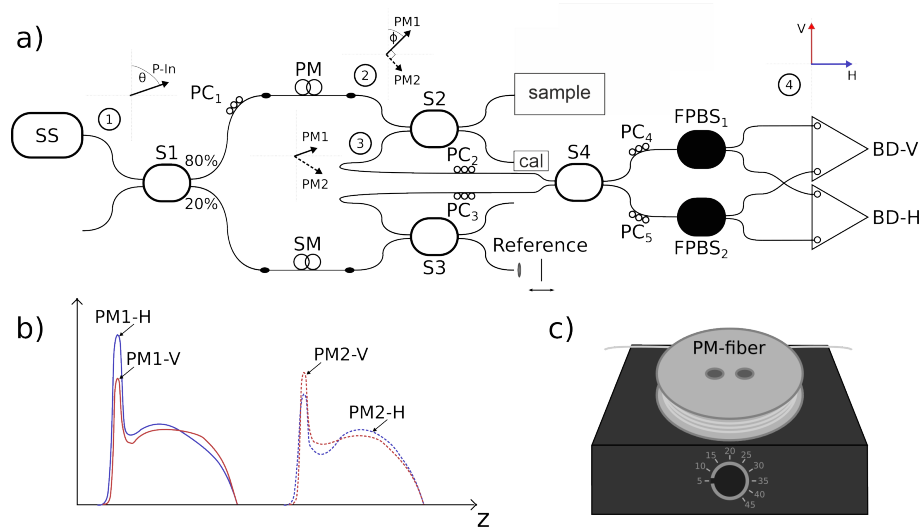 a)
SS
1
θ
P-In
S1
80%
20%
PC1
PM
2
PM1
ϕ
PM2
3
PM1
PM2
S2
sample
cal
PC2
PC3
SM
S3
Reference
S4
PC4
PC5
FPBS1
FPBS2
V
H
4
BD-V
BD-H
b)
PM1-H
PM1-V
PM2-V
PM2-H
z
c)
PM-fiber
5
10
15
20
25
30
35
40
45